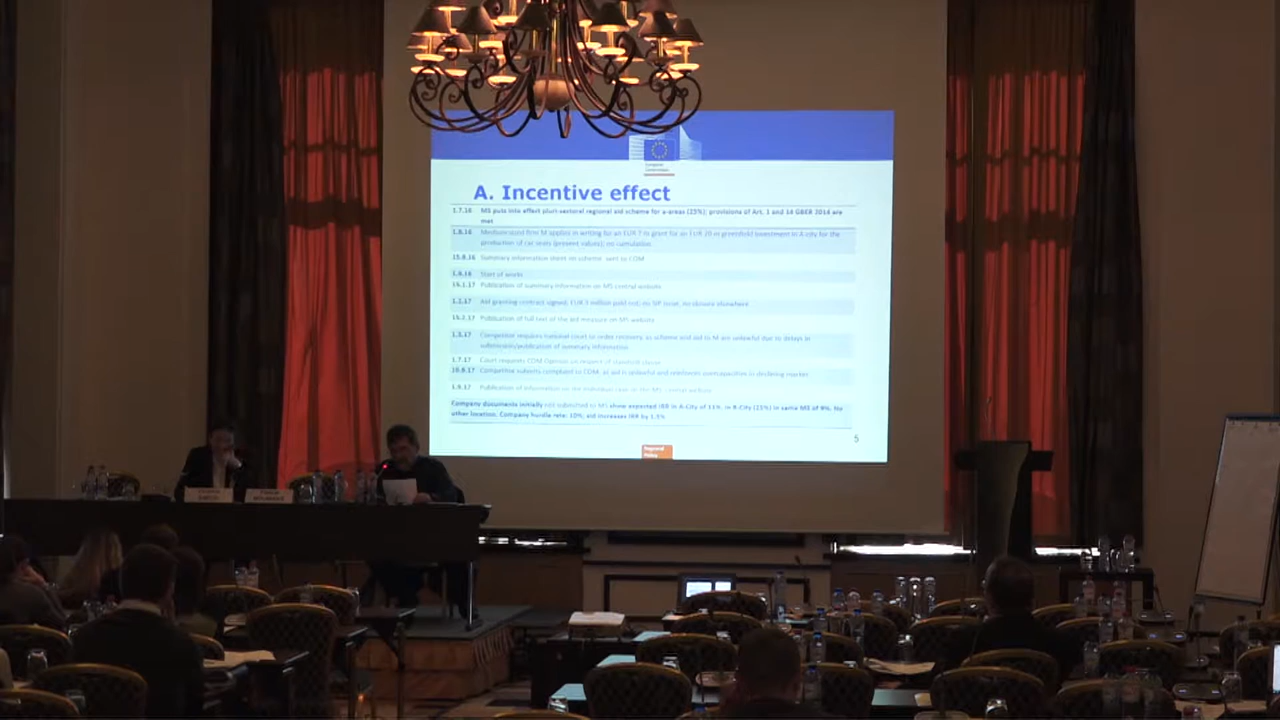 European
Commission
A. Incentive effect
1.7.16 MS puts into effect pluri-sectoral regional aid scheme for a-areas (25%); provisions of Art. 1 and 14 GBER 2014 are
met
1.8.16 Mediumsized firm M applies in writing for an EUR 7 m grant for an EUR 20 m greenfield investment in A city for the
production of car seats (present values); no cumulation
15.8.16 Summary information sheet on scheme sent to COM
1.9.16 Start of works
15.1.17 Publication of summary information on MS central website
1.2.17 Aid granting contract signed, EUR 7 million paid out; no closure elsewhere
15.2.17 Publication of full text of the aid measure on MS website
1.3.17 Competitor requires national court to order recovery, as scheme and aid to M are unlawful due to delays in
submission/publication of summary information
1.7.17 Court requests COM Opinion on respect of standstill clause
10.8.17 Competitor submits complaint to COM, as aid is unlawful and reinforces overcapacities in declining market
1.9.17 Publication of information on the individual case on the MS central website
Company documents initially not submitted to MS show expected IRR in A-City of 11%, in B-City (25%) in same MS of 9%. No
other location. Company hurdle rate: 10%; aid increases IRR by 1.5%
5
Regional
Policy